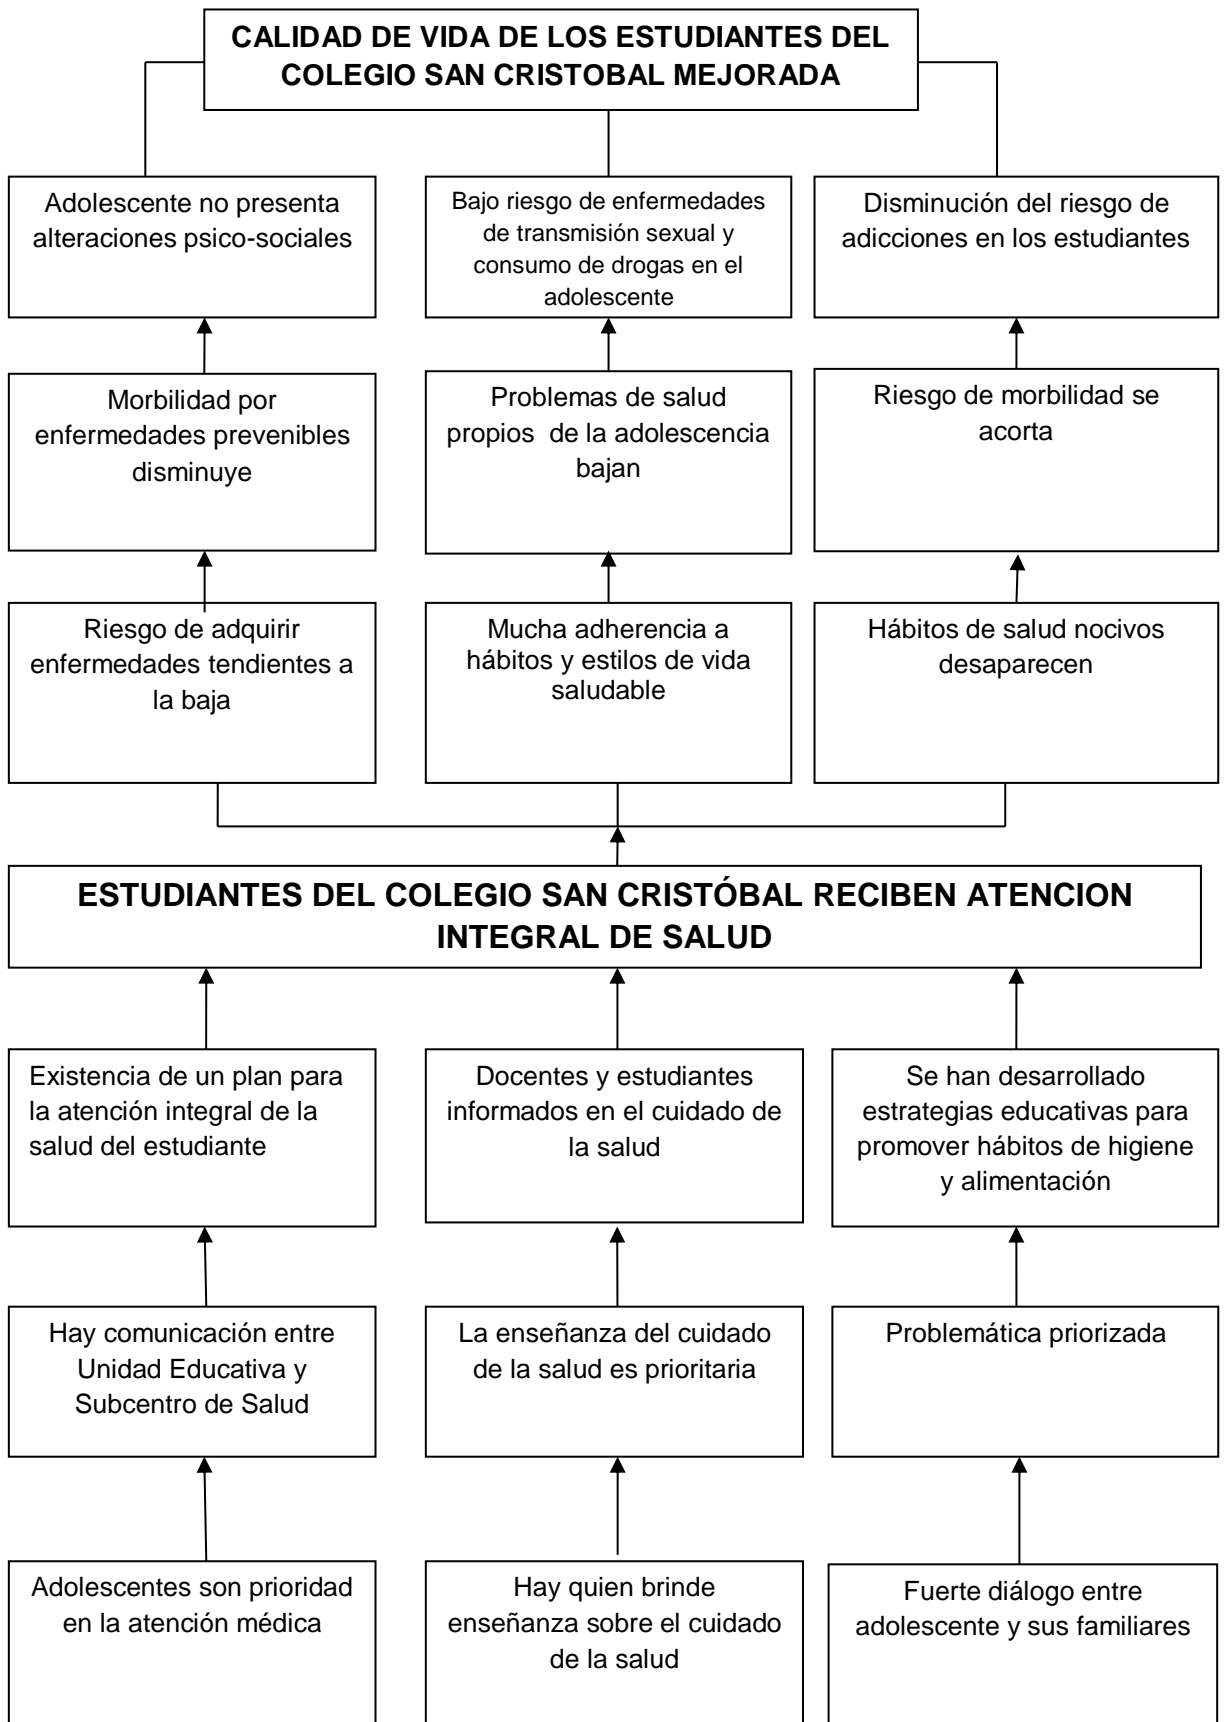 CALIDAD DE VIDA DE LOS ESTUDIANTES DEL
COLEGIO SAN CRISTOBAL MEJORADA
Adolescente no presenta
alteraciones psico-sociales
Bajo riesgo de enfermedades
de transmisión sexual y
consumo de drogas en el
adolescente
Disminución del riesgo de
adicciones en los estudiantes
Morbilidad por
enfermedades prevenibles
disminuye
Problemas de salud
propios de la adolescencia
bajan
Riesgo de morbilidad se
acorta
Riesgo de adquirir
enfermedades tendientes a
la baja
Mucha adherencia a
hábitos y estilos de vida
saludable
Hábitos de salud nocivos
desaparecen
ESTUDIANTES DEL COLEGIO SAN CRISTÓBAL RECIBEN ATENCION
INTEGRAL DE SALUD
Existencia de un plan para
la atención integral de la
salud del estudiante
Docentes y estudiantes
informados en el cuidado de
la salud
Se han desarrollado
estrategias educativas para
promover hábitos de higiene
y alimentación
Hay comunicación entre
Unidad Educativa y
Subcentro de Salud
La enseñanza del cuidado
de la salud es prioritaria
Problemática priorizada
Adolescentes son prioridad
en la atención médica
Hay quien brinde
enseñanza sobre el cuidado
de la salud
Fuerte diálogo entre
adolescente y sus familiares